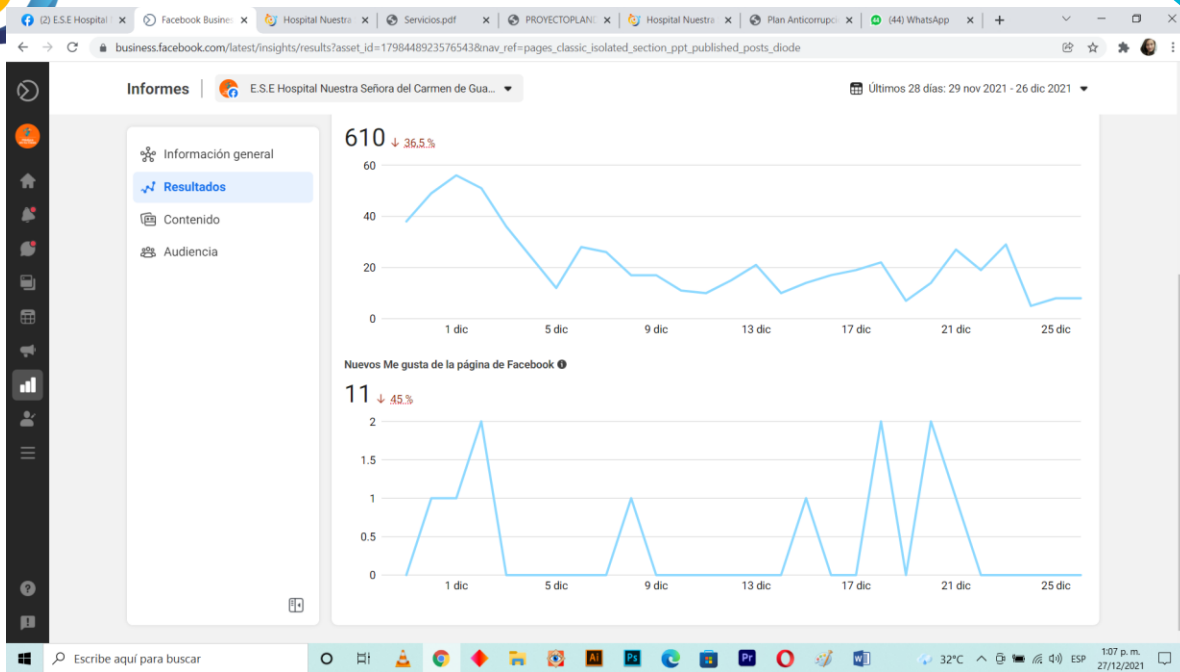 (2) E.S.E Hospital
Facebook Busines
Hospital Nuestra
Servicios.pdf
PROYECTOPLAND
Hospital Nuestra
Plan Anticorrupci
(44) WhatsApp
business.facebook.com/latest/insights/results?asset_id=1798448923576543&nav_ref=pages_classic_isolated_section_ppt_published_posts_diode
Informes
E.S.E Hospital Nuestra Señora del Carmen de Gua...
Últimos 28 días: 29 nov 2021 - 26 dic 2021
Información general
Resultados
Contenido
Audiencia
610 ↓ 36,5 %
60
40
20
0
1 dic 5 dic 9 dic 13 dic 17 dic 21 dic 25 dic
Nuevos Me gusta de la página de Facebook
11 ↓ 45 %
2
1.5
1
0.5
0
1 dic 5 dic 9 dic 13 dic 17 dic 21 dic 25 dic
Escribe aquí para buscar
Ai
Ps
Pr
32°C
ESP
1:07 p. m.
27/12/2021